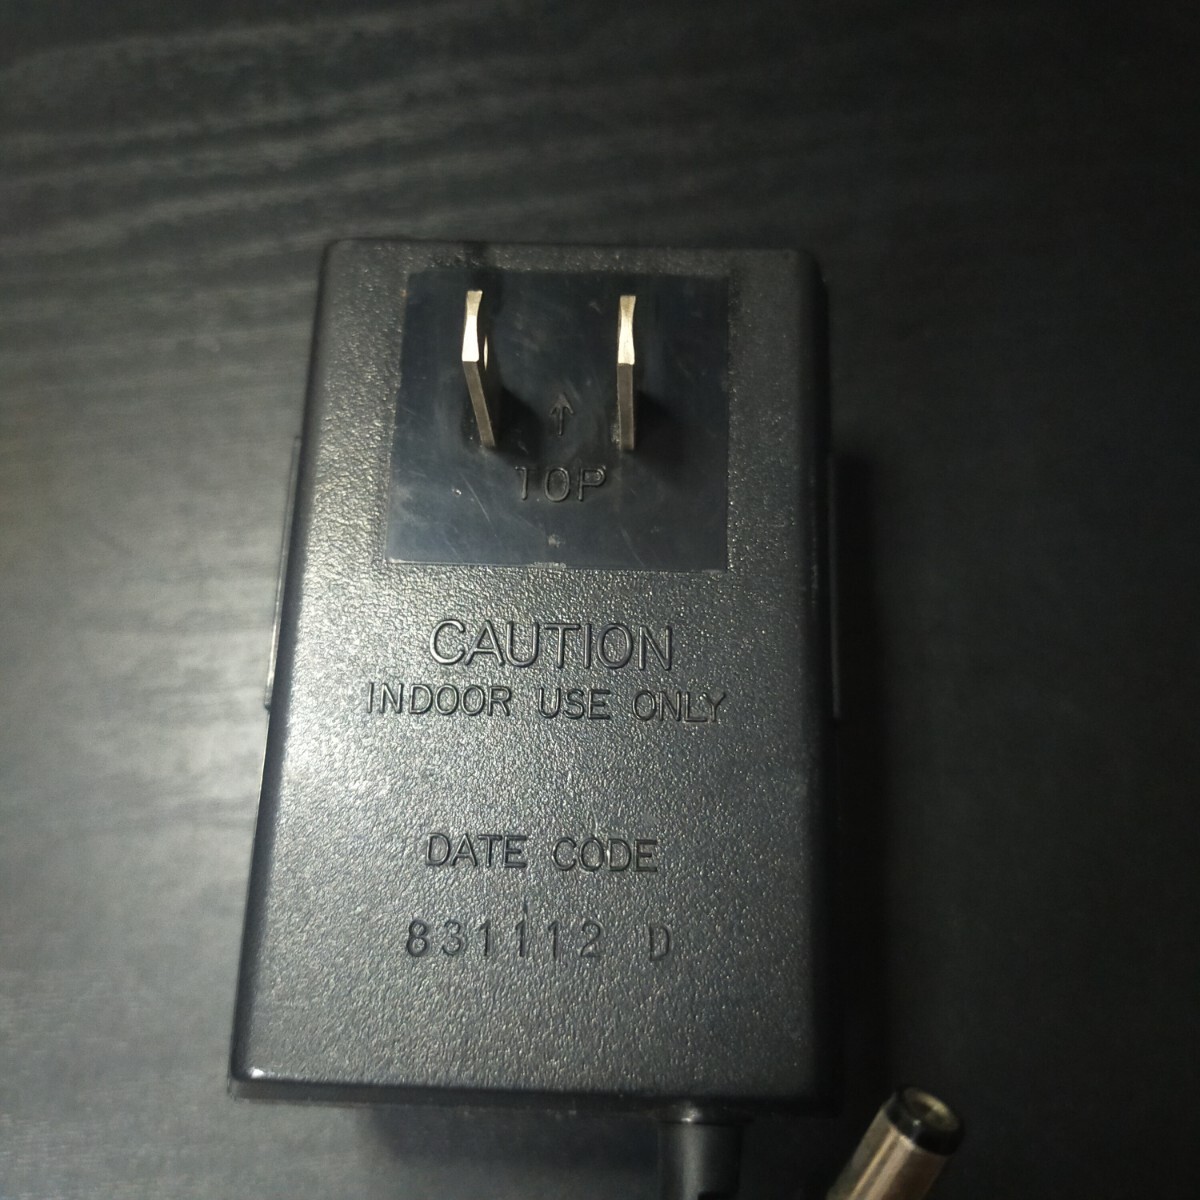 ↑
TOP
CAUTION
INDOOR USE ONLY
DATE CODE
831112 D